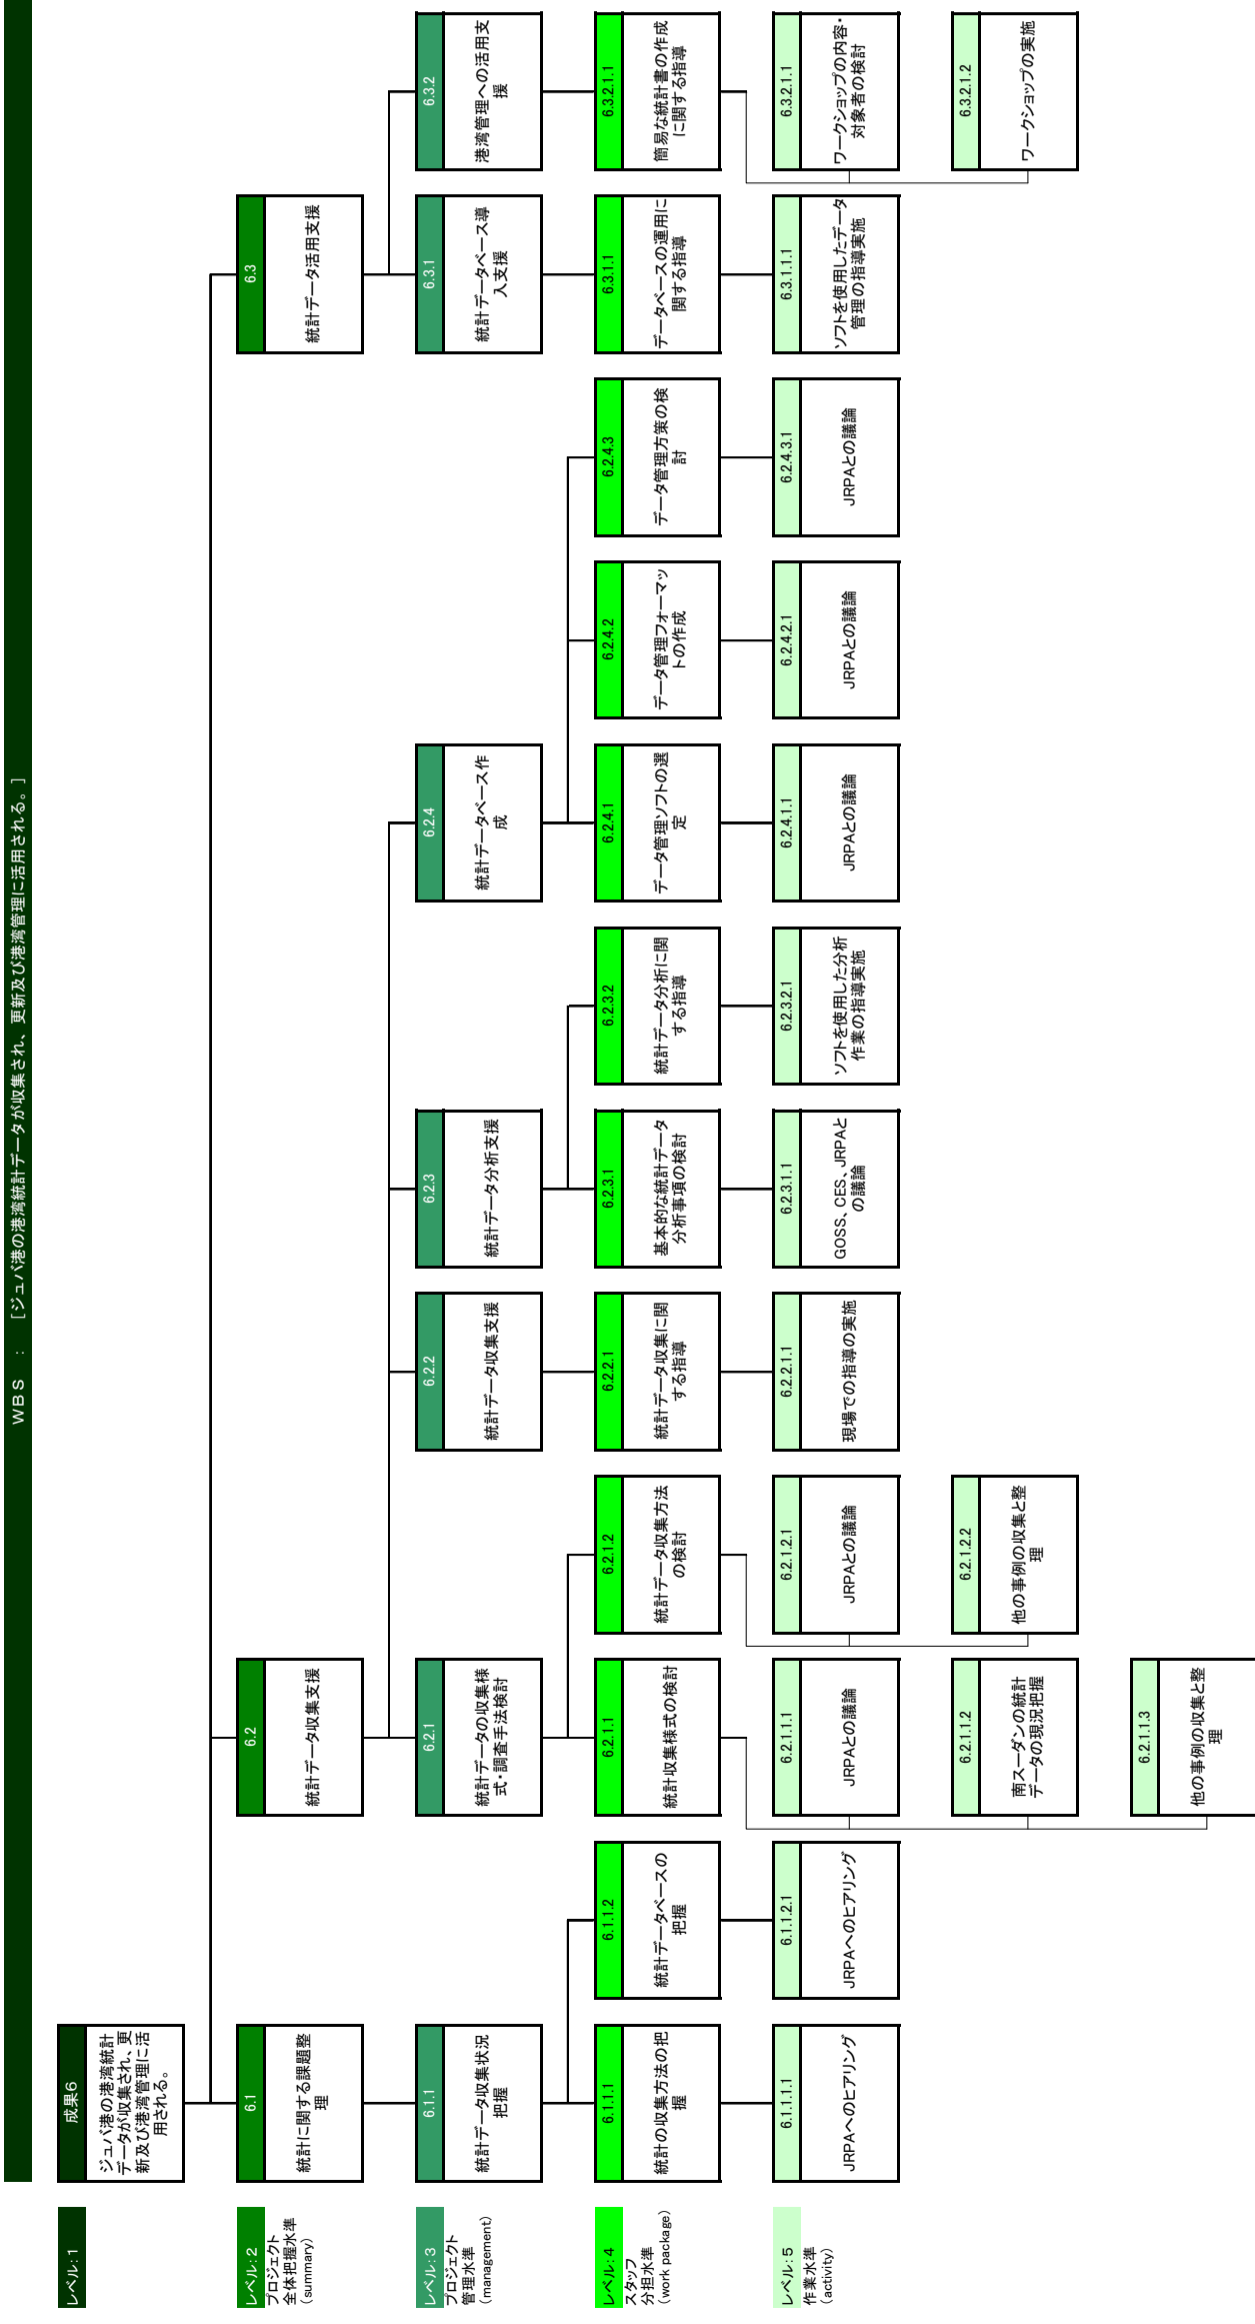 WBS ： ［ジュバ港の港湾統計データが収集され、更新及び港湾管理に活用される。］
レベル：1
成果6
ジュバ港の港湾統計
データが収集され、更
新及び港湾管理に活
用される。
レベル：2
プロジェクト
全体把握水準
(summary)
6.1
統計に関する課題整
理
6.2
統計データ収集支援
6.3
統計データ活用支援
レベル：3
プロジェクト
管理水準
(management)
6.1.1
統計データ収集状況
把握
6.2.1
統計データの収集様
式・調査手法検討
6.2.2
統計データ収集支援
6.2.3
統計データ分析支援
6.2.4
統計データベース作
成
6.3.1
統計データベース導
入支援
6.3.2
港湾管理への活用支
援
レベル：4
スタッフ
分担水準
(work package)
6.1.1.1
統計の収集方法の把
握
6.1.1.2
統計データベースの
把握
6.2.1.1
統計収集様式の検討
6.2.1.2
統計データ収集方法
の検討
6.2.2.1
統計データ収集に関
する指導
6.2.3.1
基本的な統計データ
分析事項の検討
6.2.3.2
統計データ分析に関
する指導
6.2.4.1
データ管理ソフトの選
定
6.2.4.2
データ管理フォーマッ
トの作成
6.2.4.3
データ管理方策の検
討
6.3.1.1
データベースの運用に
関する指導
6.3.2.1.1
簡易な統計書の作成
に関する指導
レベル：5
作業水準
(activity)
6.1.1.1.1
JRPAへのヒアリング
6.1.1.2.1
JRPAへのヒアリング
6.2.1.1.1
JRPAとの議論
6.2.1.2.1
JRPAとの議論
6.2.2.1.1
現場での指導の実施
6.2.3.1.1
GOSS、CES、JRPAと
の議論
6.2.3.2.1
ソフトを使用した分析
作業の指導実施
6.2.4.1.1
JRPAとの議論
6.2.4.2.1
JRPAとの議論
6.2.4.3.1
JRPAとの議論
6.3.1.1.1
ソフトを使用したデータ
管理の指導実施
6.3.2.1.1
ワークショップの内容・
対象者の検討
6.2.1.1.2
南スーダンの統計
データの現況把握
6.2.1.2.2
他の事例の収集と整
理
6.3.2.1.2
ワークショップの実施
6.2.1.1.3
他の事例の収集と整
理